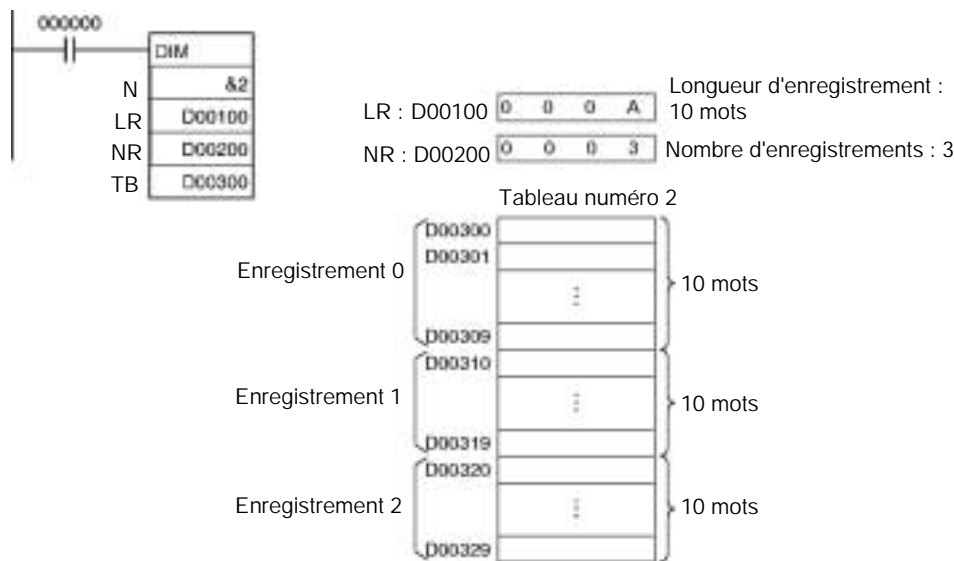 000000
DIM
N &2
LR D00100
NR D00200
TB D00300
LR : D00100 0 0 0 A Longueur d'enregistrement : 10 mots
NR : D00200 0 0 0 3 Nombre d'enregistrements : 3
Tableau numéro 2
Enregistrement 0
D00300
D00301
D00309
10 mots
Enregistrement 1
D00310
D00319
10 mots
Enregistrement 2
D00320
D00329
10 mots